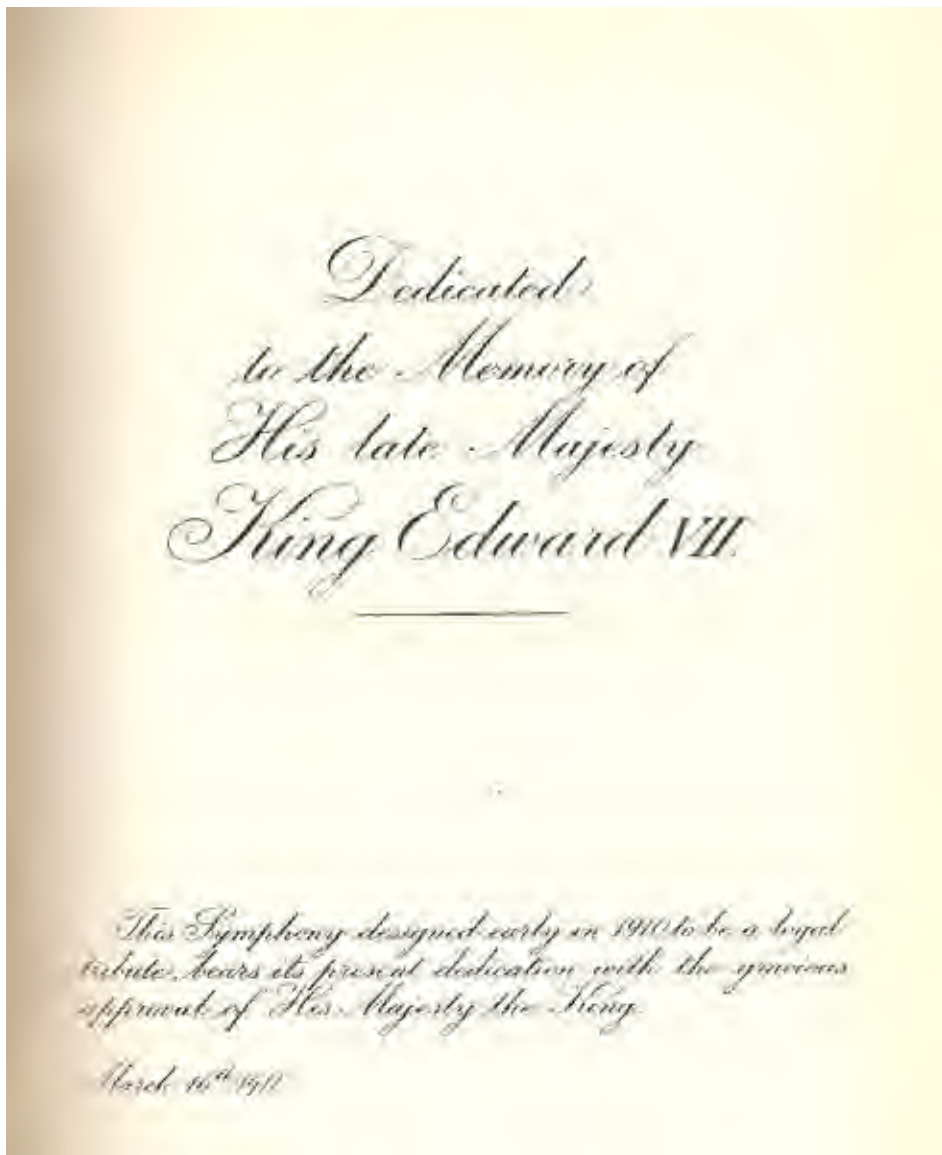 Dedicated
to the Memory of
His late Majesty
King Edward VII.
This Symphony designed early in 1910 to be a loyal
tribute, bears its present dedication with the gracious
approval of His Majesty the King.
March 16th 1911